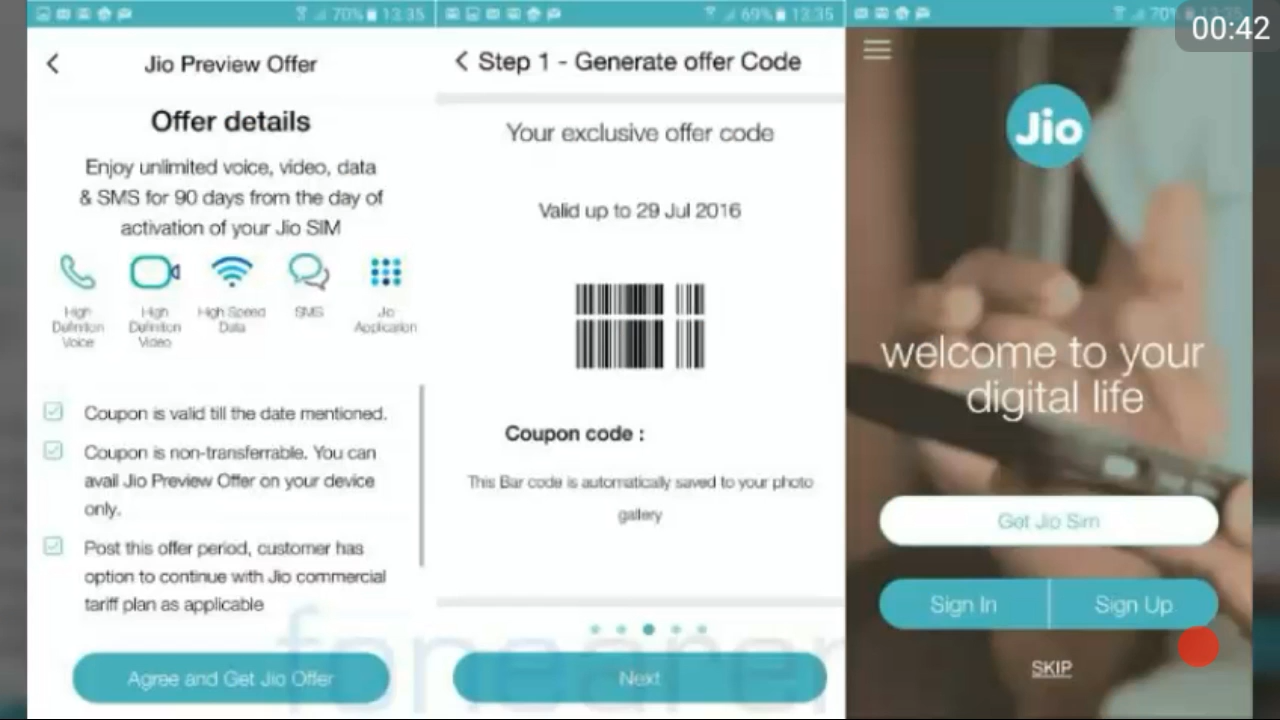 70% 13:35
Jio Preview Offer
Offer details
Enjoy unlimited voice, video, data
& SMS for 90 days from the day of
activation of your Jio SIM
High Definition Voice
High Definition Video
High Speed Data
SMS
Jio Application
Coupon is valid till the date mentioned.
Coupon is non-transferrable. You can
avail Jio Preview Offer on your device
only.
Post this offer period, customer has
option to continue with Jio commercial
tariff plan as applicable
Agree and Get Jio Offer
69% 13:35
Step 1 - Generate offer Code
Your exclusive offer code
Valid up to 29 Jul 2016
Coupon code :
This Bar code is automatically saved to your photo
gallery
Next
fonearen
00:42
Jio
welcome to your
digital life
Get Jio Sim
Sign In
Sign Up
SKIP